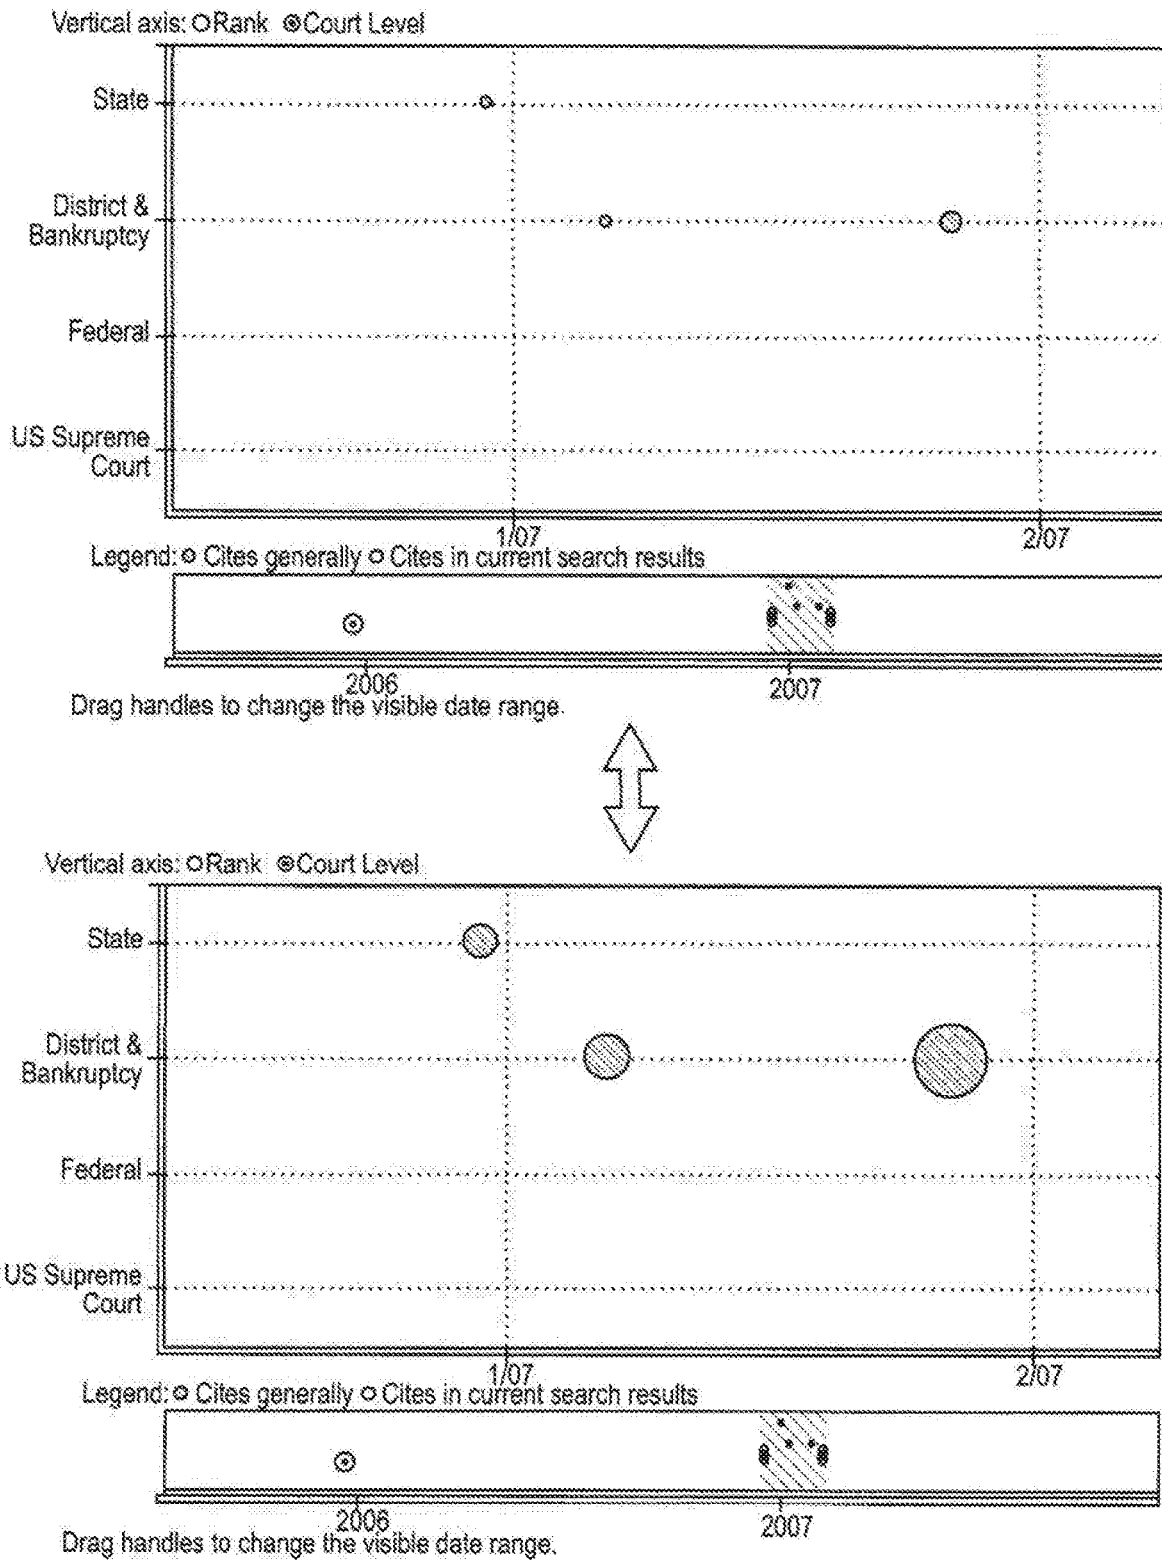 Vertical axis: Rank Court Level
State
District &
Bankruptcy
Federal
US Supreme
Court
1/07 2/07
Legend: Cites generally Cites in current search results
2006 2007
Drag handles to change the visible date range.
Vertical axis: Rank Court Level
State
District &
Bankruptcy
Federal
US Supreme
Court
1/07 2/07
Legend: Cites generally Cites in current search results
2006 2007
Drag handles to change the visible date range.